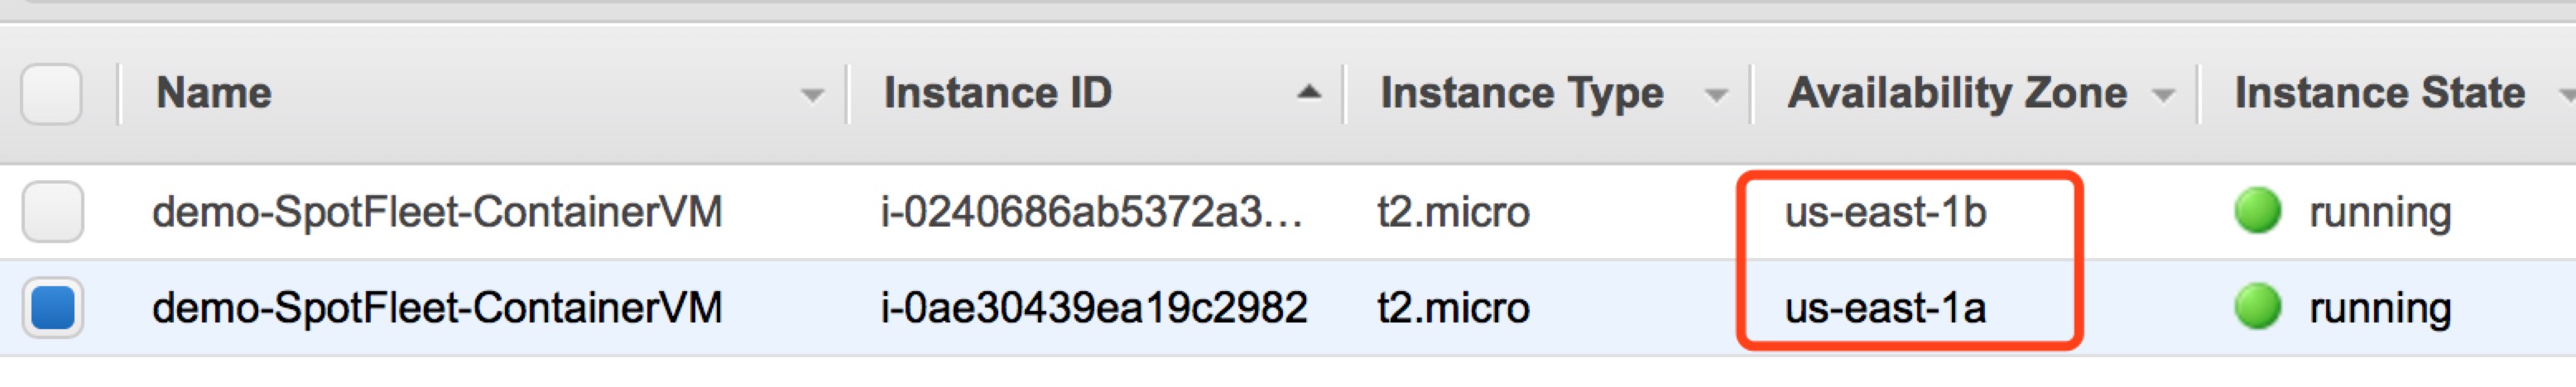 Name Instance ID Instance Type Availability Zone Instance State
demo-SpotFleet-ContainerVM i-0240686ab5372a3... t2.micro us-east-1b running
demo-SpotFleet-ContainerVM i-0ae30439ea19c2982 t2.micro us-east-1a running